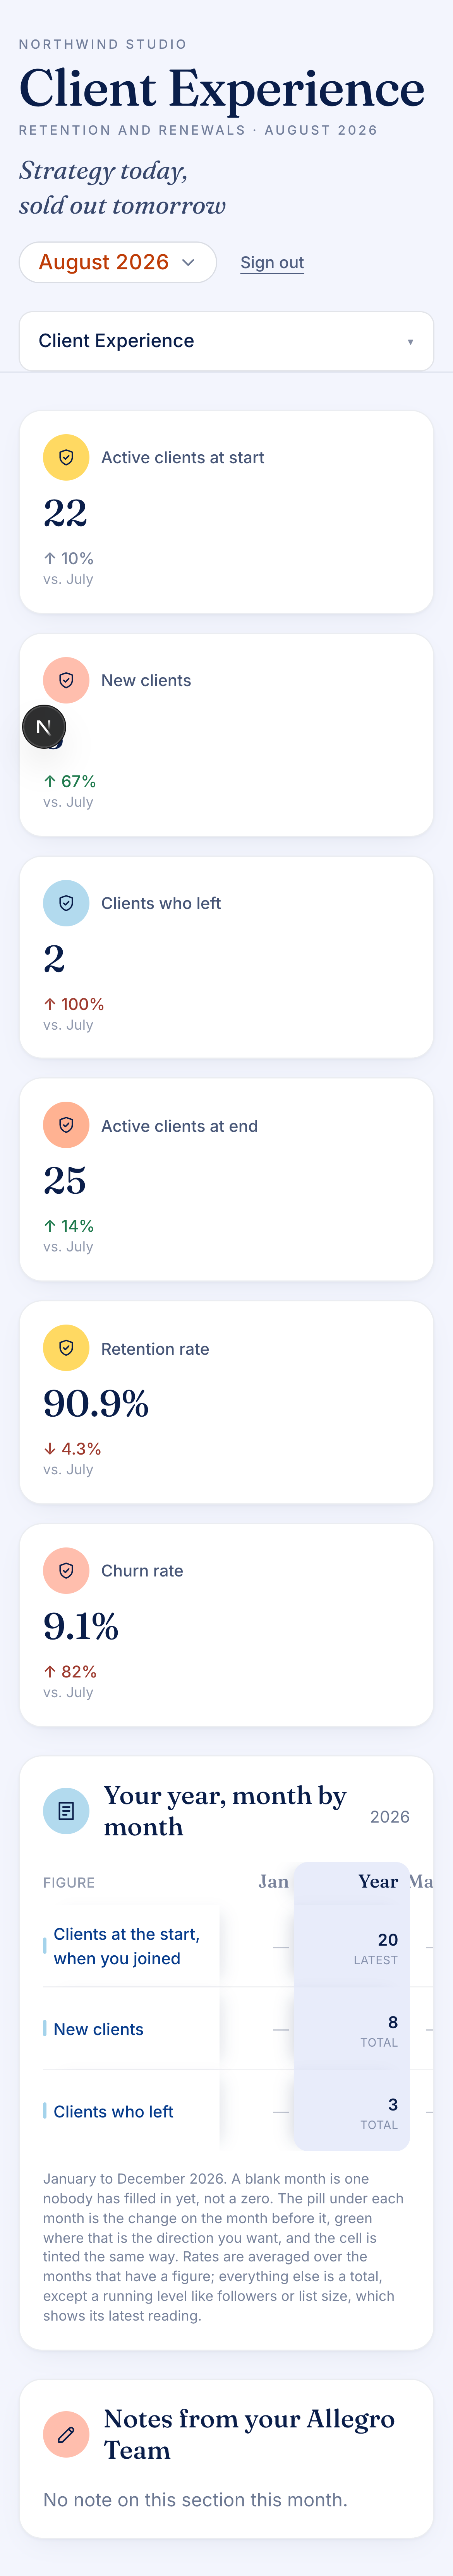 NORTHWIND STUDIO
Client Experience
RETENTION AND RENEWALS · AUGUST 2026
Strategy today,
sold out tomorrow
August 2026
Sign out
Client Experience
Active clients at start
22
↑ 10%
vs. July
New clients
N
↑ 67%
vs. July
Clients who left
2
↑ 100%
vs. July
Active clients at end
25
↑ 14%
vs. July
Retention rate
90.9%
↓ 4.3%
vs. July
Churn rate
9.1%
↑ 82%
vs. July
Your year, month by
month
2026
FIGURE Jan Year Ma
Clients at the start,
when you joined
— 20 —
LATEST
New clients — 8 —
TOTAL
Clients who left — 3 —
TOTAL
January to December 2026. A blank month is one
nobody has filled in yet, not a zero. The pill under each
month is the change on the month before it, green
where that is the direction you want, and the cell is
tinted the same way. Rates are averaged over the
months that have a figure; everything else is a total,
except a running level like followers or list size, which
shows its latest reading.
Notes from your Allegro
Team
No note on this section this month.